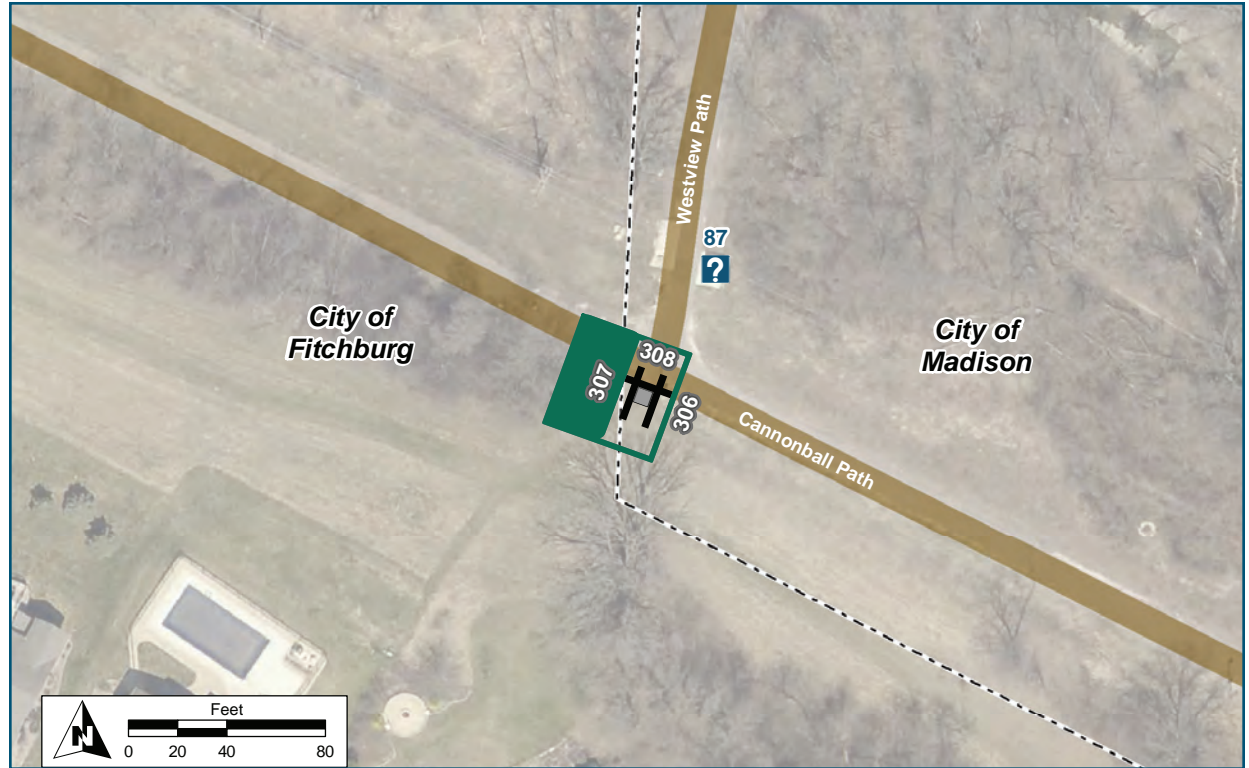 Westview Path
87
?
City of
Fitchburg
City of
Madison
308
307
306
Cannonball Path
Feet
N
0 20 40 80